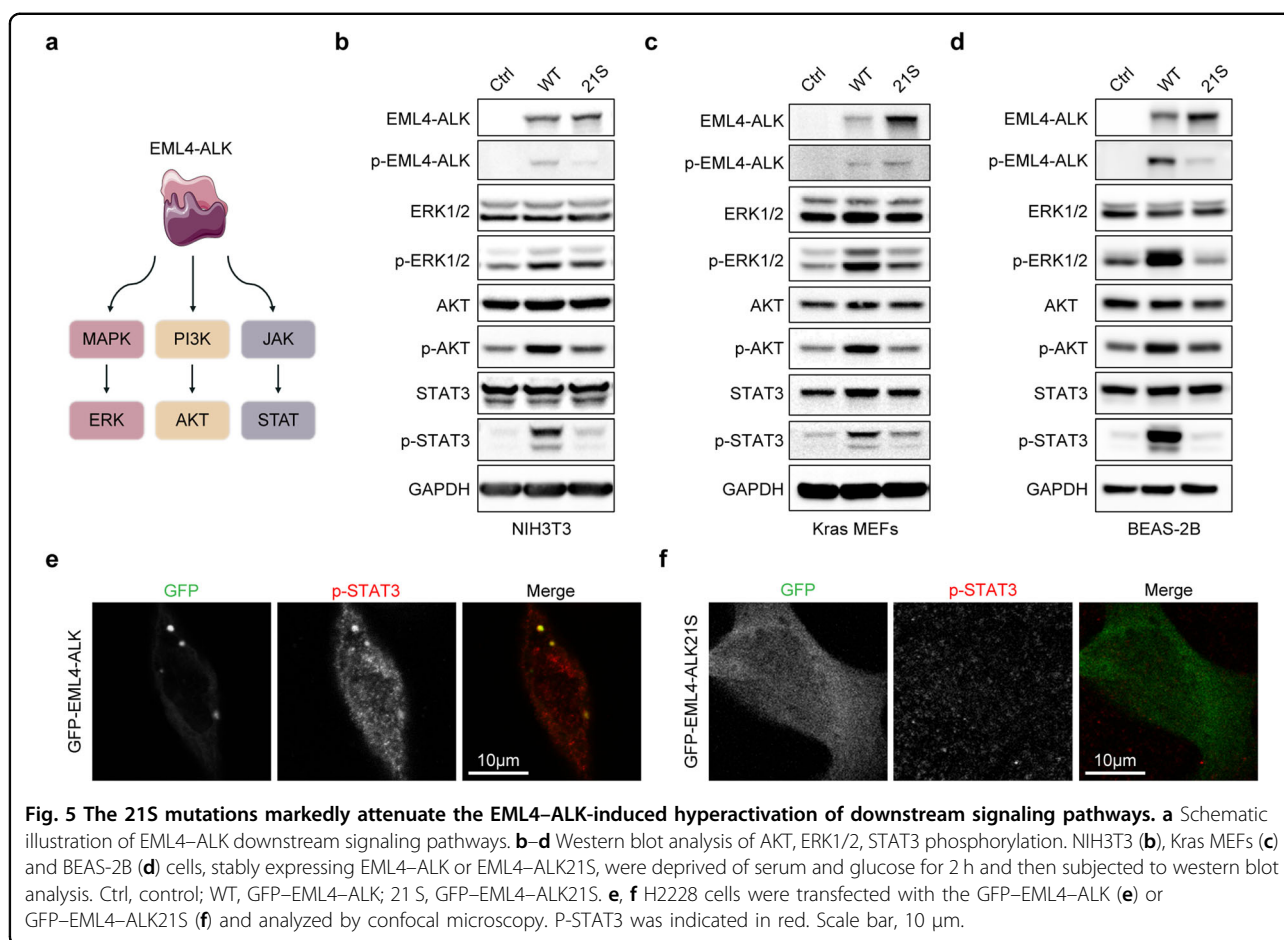 a
EML4-ALK
MAPK PI3K JAK
ERK AKT STAT
b
Ctrl WT 21S
EML4-ALK
p-EML4-ALK
ERK1/2
p-ERK1/2
AKT
p-AKT
STAT3
p-STAT3
GAPDH
NIH3T3
c
Ctrl WT 21S
EML4-ALK
p-EML4-ALK
ERK1/2
p-ERK1/2
AKT
p-AKT
STAT3
p-STAT3
GAPDH
Kras MEFs
d
Ctrl WT 21S
EML4-ALK
p-EML4-ALK
ERK1/2
p-ERK1/2
AKT
p-AKT
STAT3
p-STAT3
GAPDH
BEAS-2B
e
GFP p-STAT3 Merge
GFP-EML4-ALK
10μm
f
GFP p-STAT3 Merge
GFP-EML4-ALK21S
10μm
Fig. 5 The 21S mutations markedly attenuate the EML4–ALK-induced hyperactivation of downstream signaling pathways. a Schematic
illustration of EML4–ALK downstream signaling pathways. b–d Western blot analysis of AKT, ERK1/2, STAT3 phosphorylation. NIH3T3 (b), Kras MEFs (c)
and BEAS-2B (d) cells, stably expressing EML4–ALK or EML4–ALK21S, were deprived of serum and glucose for 2 h and then subjected to western blot
analysis. Ctrl, control; WT, GFP–EML4–ALK; 21 S, GFP–EML4–ALK21S. e, f H2228 cells were transfected with the GFP–EML4–ALK (e) or
GFP–EML4–ALK21S (f) and analyzed by confocal microscopy. P-STAT3 was indicated in red. Scale bar, 10 μm.